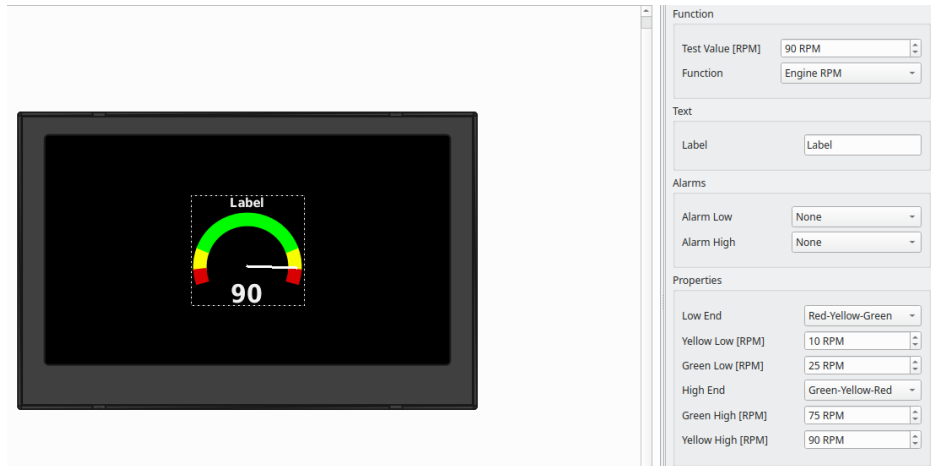 Label
90
Function
Test Value [RPM] 90 RPM
Function Engine RPM
Text
Label Label
Alarms
Alarm Low None
Alarm High None
Properties
Low End Red-Yellow-Green
Yellow Low [RPM] 10 RPM
Green Low [RPM] 25 RPM
High End Green-Yellow-Red
Green High [RPM] 75 RPM
Yellow High [RPM] 90 RPM